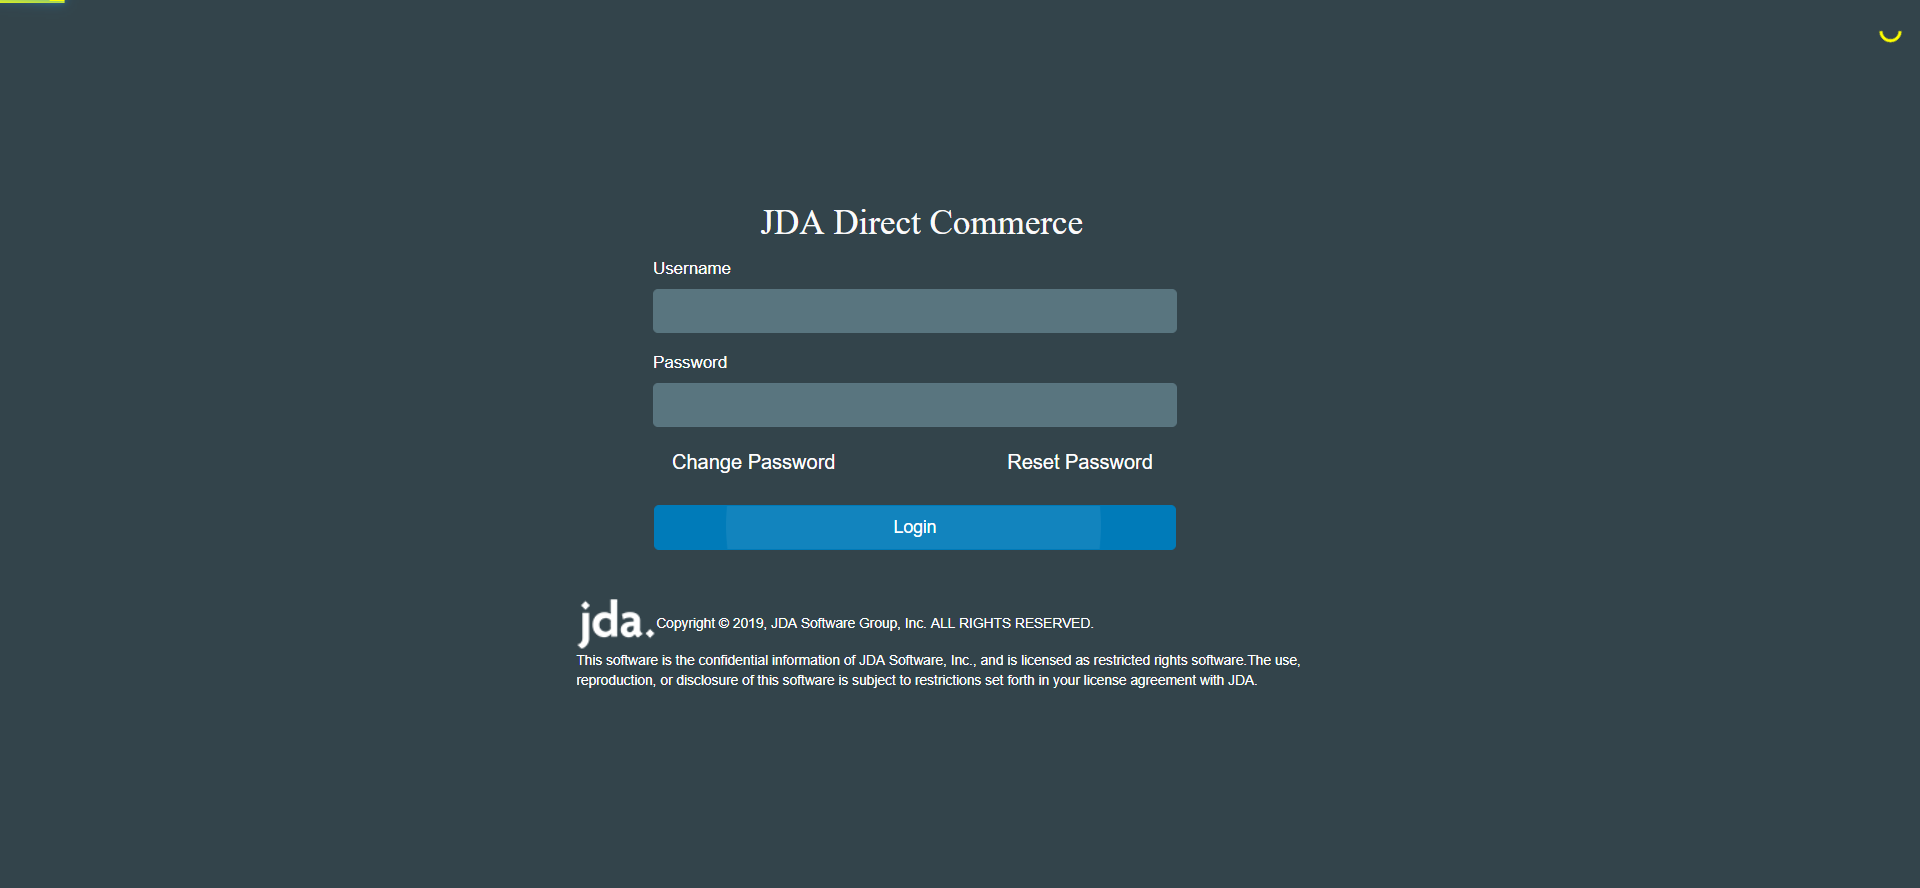 JDA Direct Commerce
Username
Password
Change Password Reset Password
Login
jda. Copyright © 2019, JDA Software Group, Inc. ALL RIGHTS RESERVED.
This software is the confidential information of JDA Software, Inc., and is licensed as restricted rights software.The use,
reproduction, or disclosure of this software is subject to restrictions set forth in your license agreement with JDA.